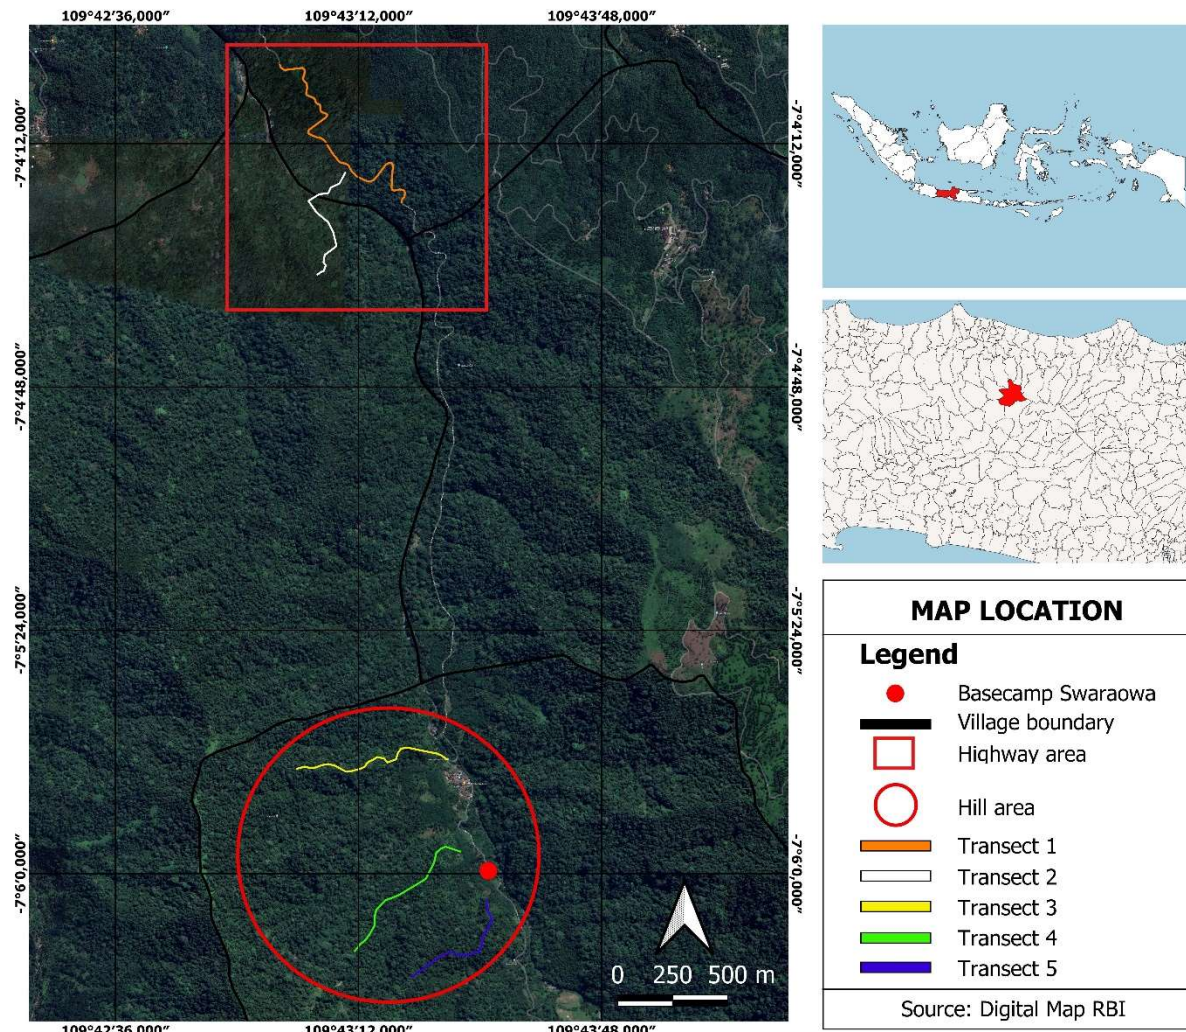 109°42'36,000" 109°43'12,000" 109°43'48,000"
-7°4'12,000" -7°4'12,000"
-7°4'48,000" -7°4'48,000"
-7°5'24,000" -7°5'24,000"
-7°6'0,000" -7°6'0,000"
0 250 500 m
109°42'36,000" 109°43'12,000" 109°43'48,000"
MAP LOCATION
Legend
Basecamp Swaraowa
Village boundary
Highway area
Hill area
Transect 1
Transect 2
Transect 3
Transect 4
Transect 5
Source: Digital Map RBI